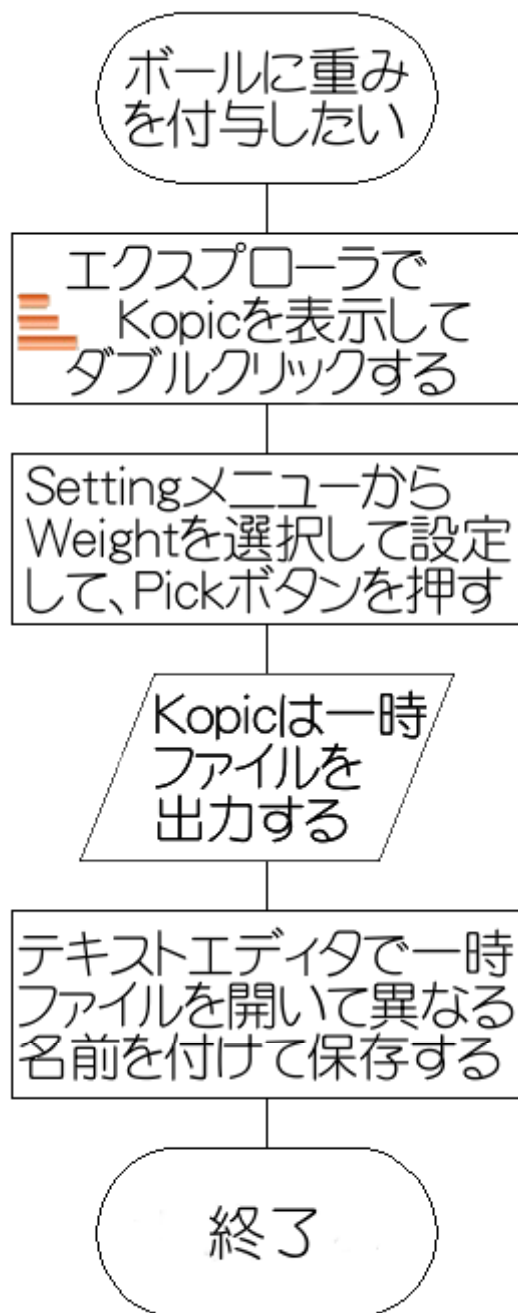 ボールに重み
を付与したい
エクスプローラで
Kopicを表示して
ダブルクリックする
Settingメニューから
Weightを選択して設定
して、Pickボタンを押す
Kopicは一時
ファイルを
出力する
テキストエディタで一時
ファイルを開いて異なる
名前を付けて保存する
終了